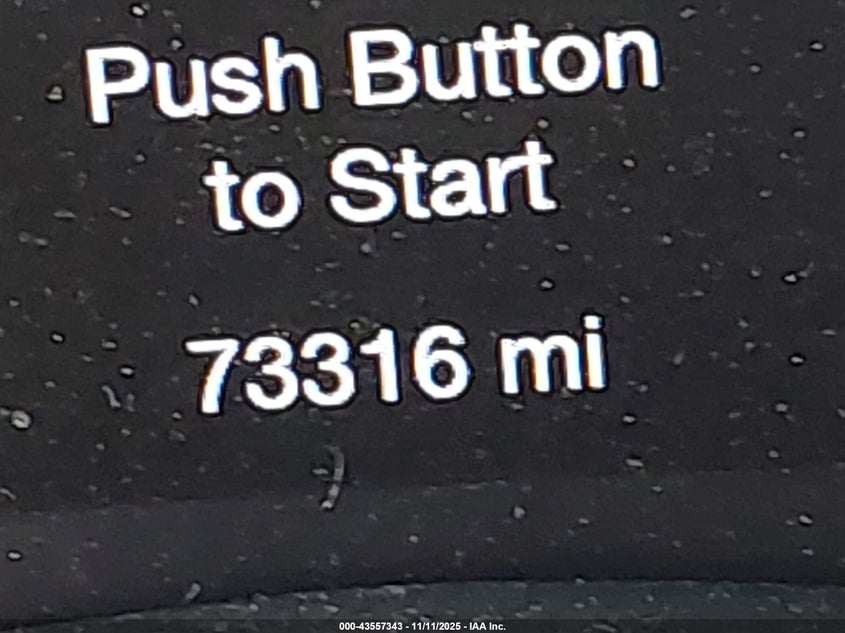 Push Button
to Start
73316 mi
000-43557343 - 11/11/2025 - IAA Inc.